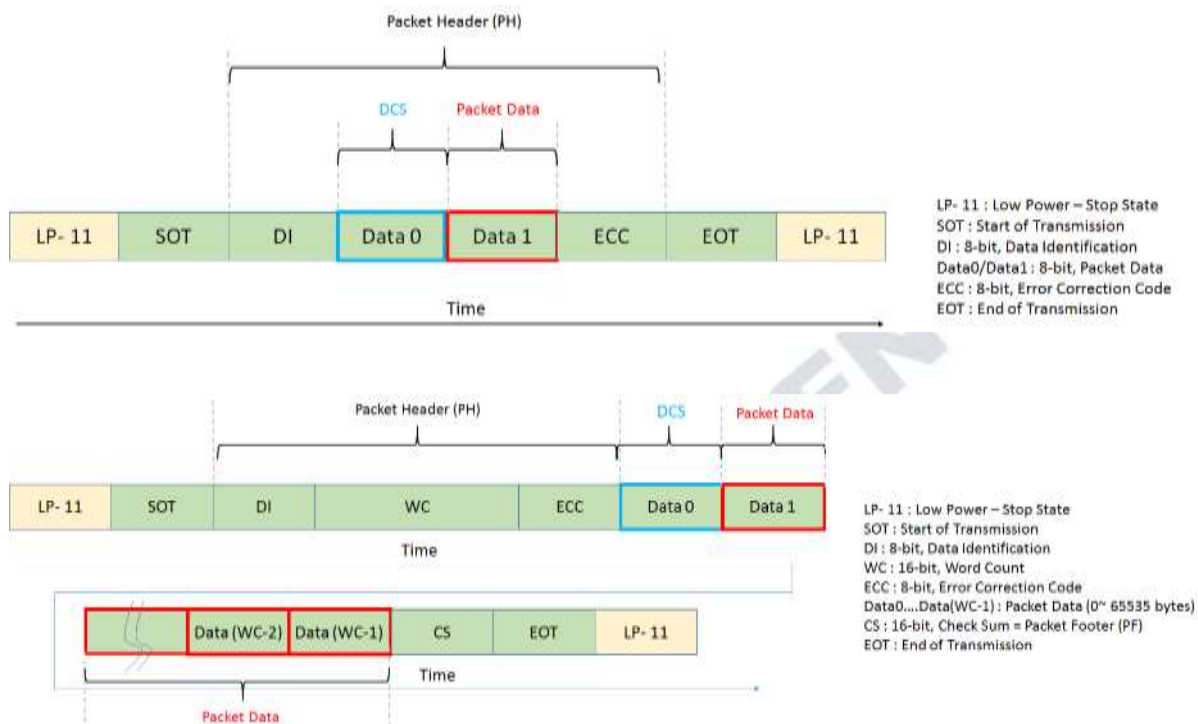 Packet Header (PH)
DCS
Packet Data
LP- 11
SOT
DI
Data 0
Data 1
ECC
EOT
LP- 11
Time
LP- 11 : Low Power – Stop State
SOT : Start of Transmission
DI : 8-bit, Data Identification
Data0/Data1 : 8-bit, Packet Data
ECC : 8-bit, Error Correction Code
EOT : End of Transmission
Packet Header (PH)
DCS
Packet Data
LP- 11
SOT
DI
WC
ECC
Data 0
Data 1
Time
Data (WC-2)
Data (WC-1)
CS
EOT
LP- 11
Time
Packet Data
LP- 11 : Low Power – Stop State
SOT : Start of Transmission
DI : 8-bit, Data Identification
WC : 16-bit, Word Count
ECC : 8-bit, Error Correction Code
Data0....Data(WC-1) : Packet Data (0~ 65535 bytes)
CS : 16-bit, Check Sum = Packet Footer (PF)
EOT : End of Transmission